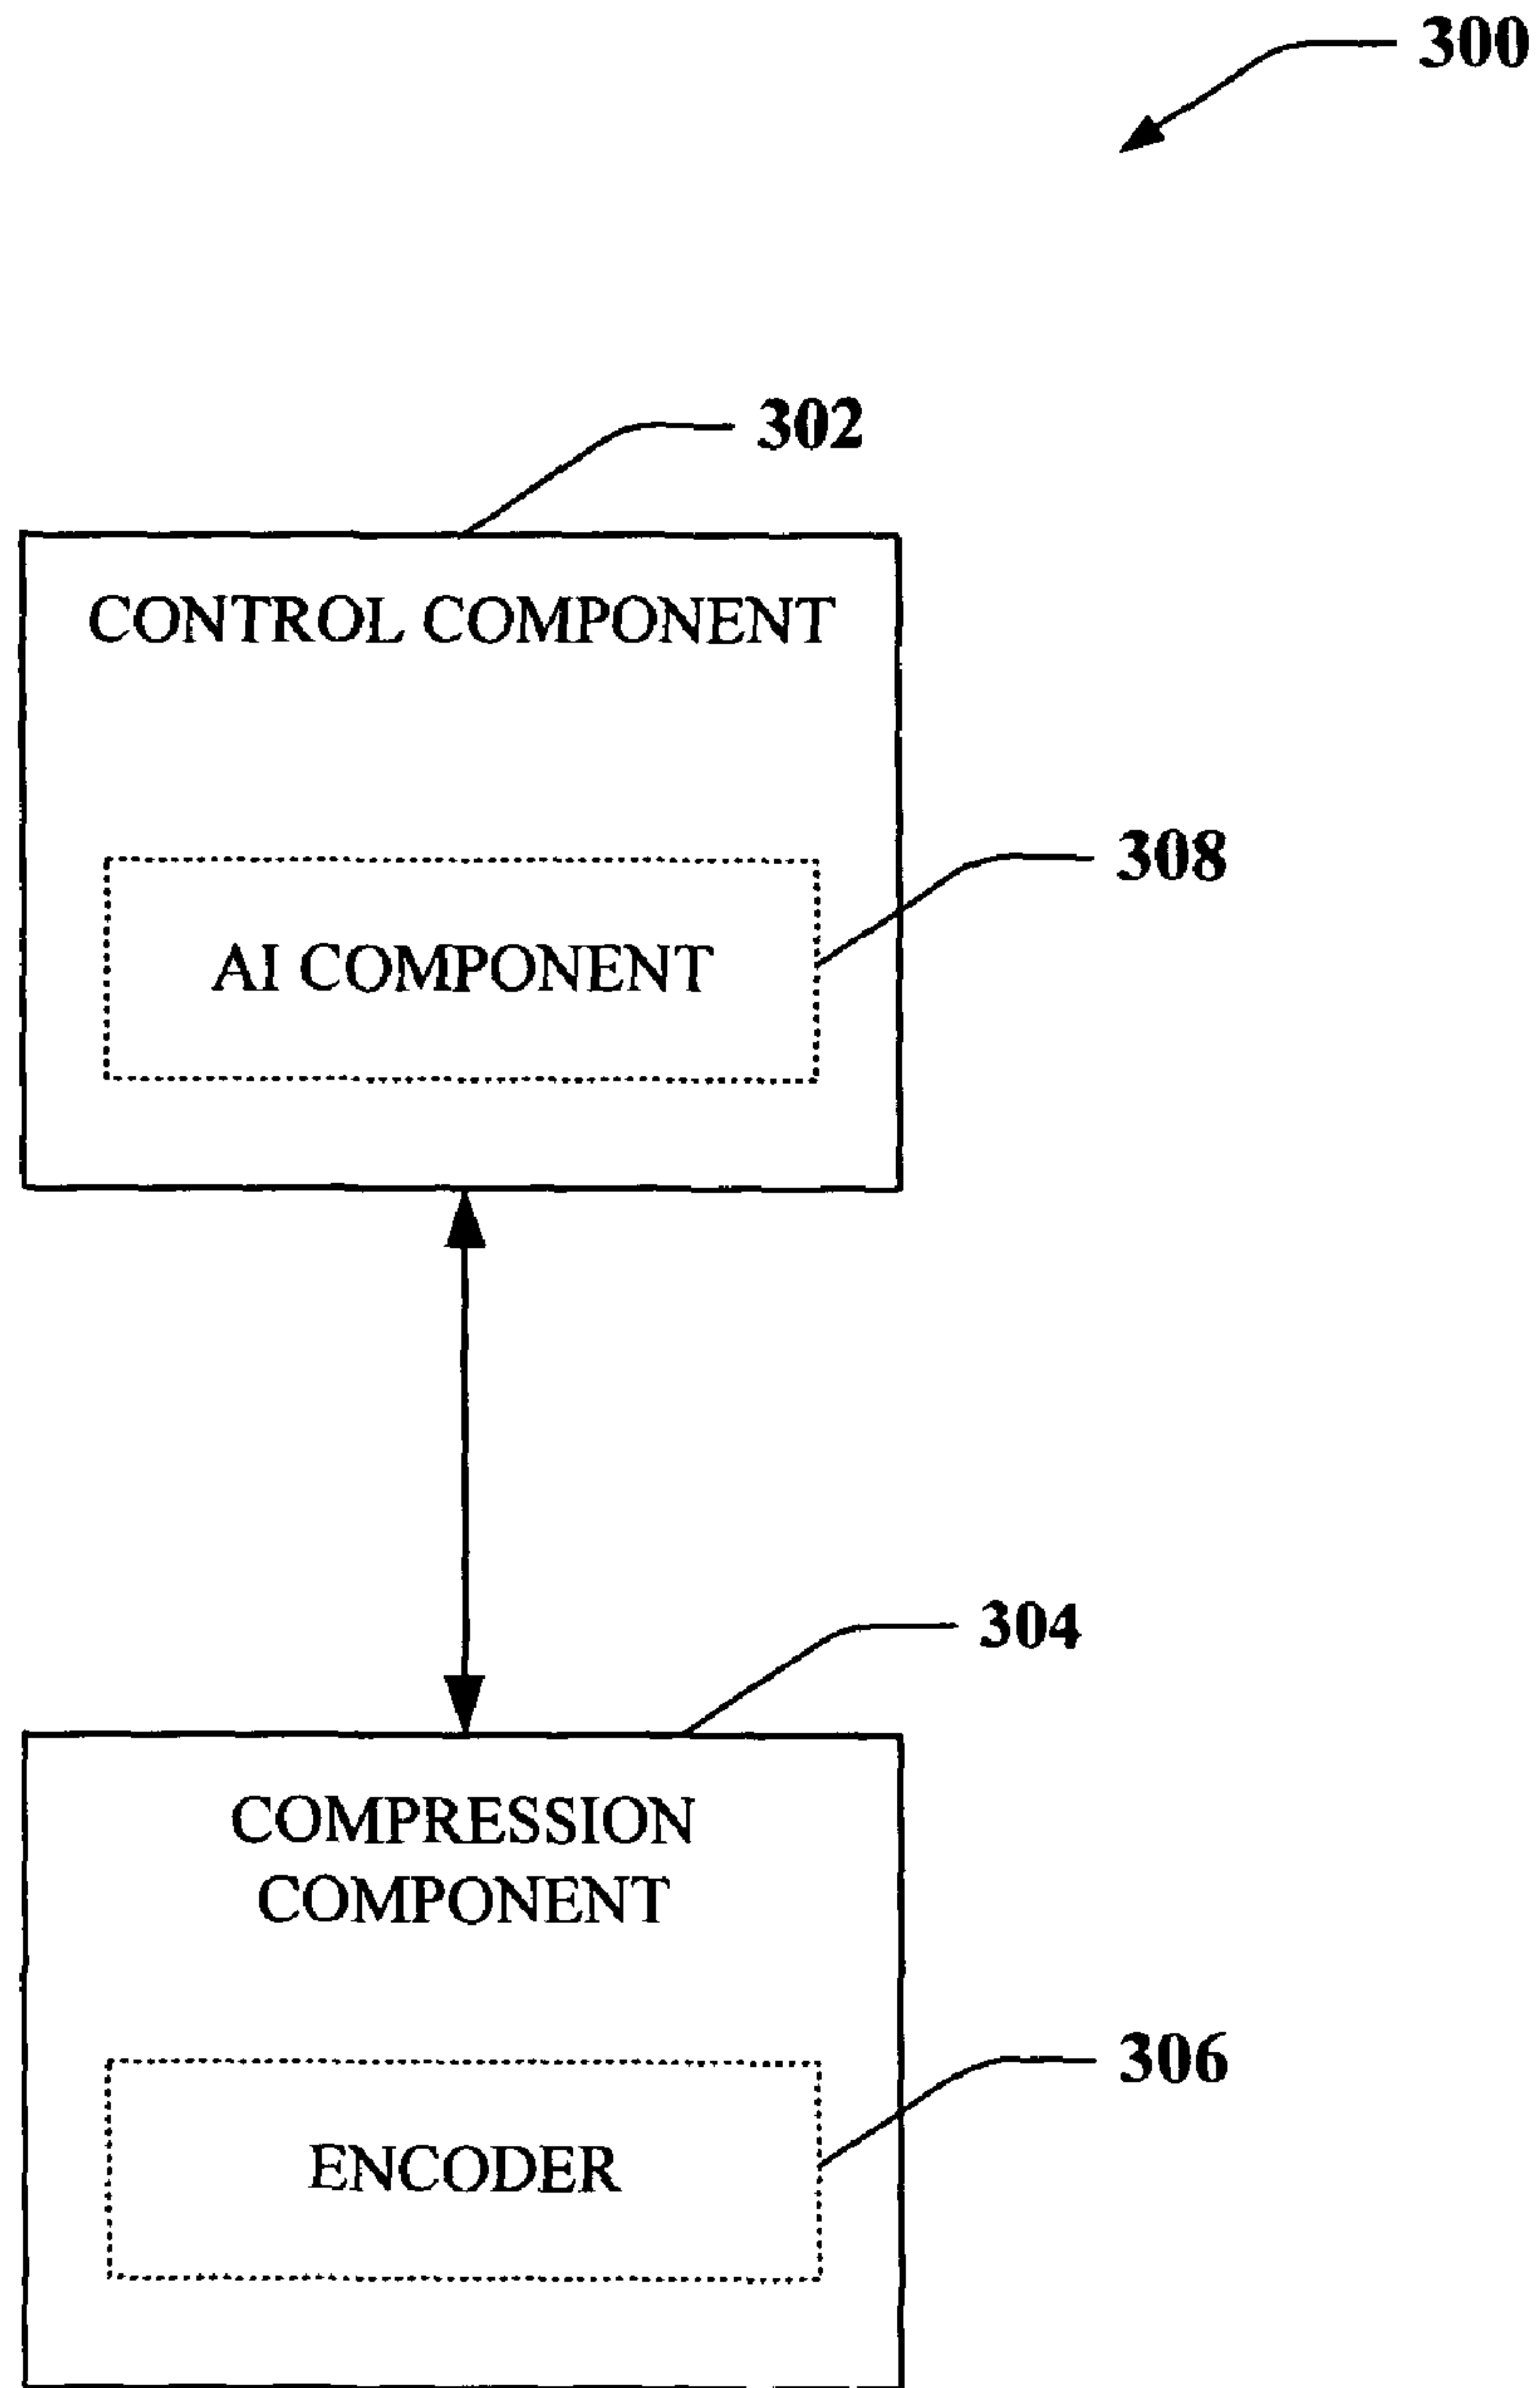 300
302
CONTROL COMPONENT
308
AI COMPONENT
304
COMPRESSION
COMPONENT
306
ENCODER